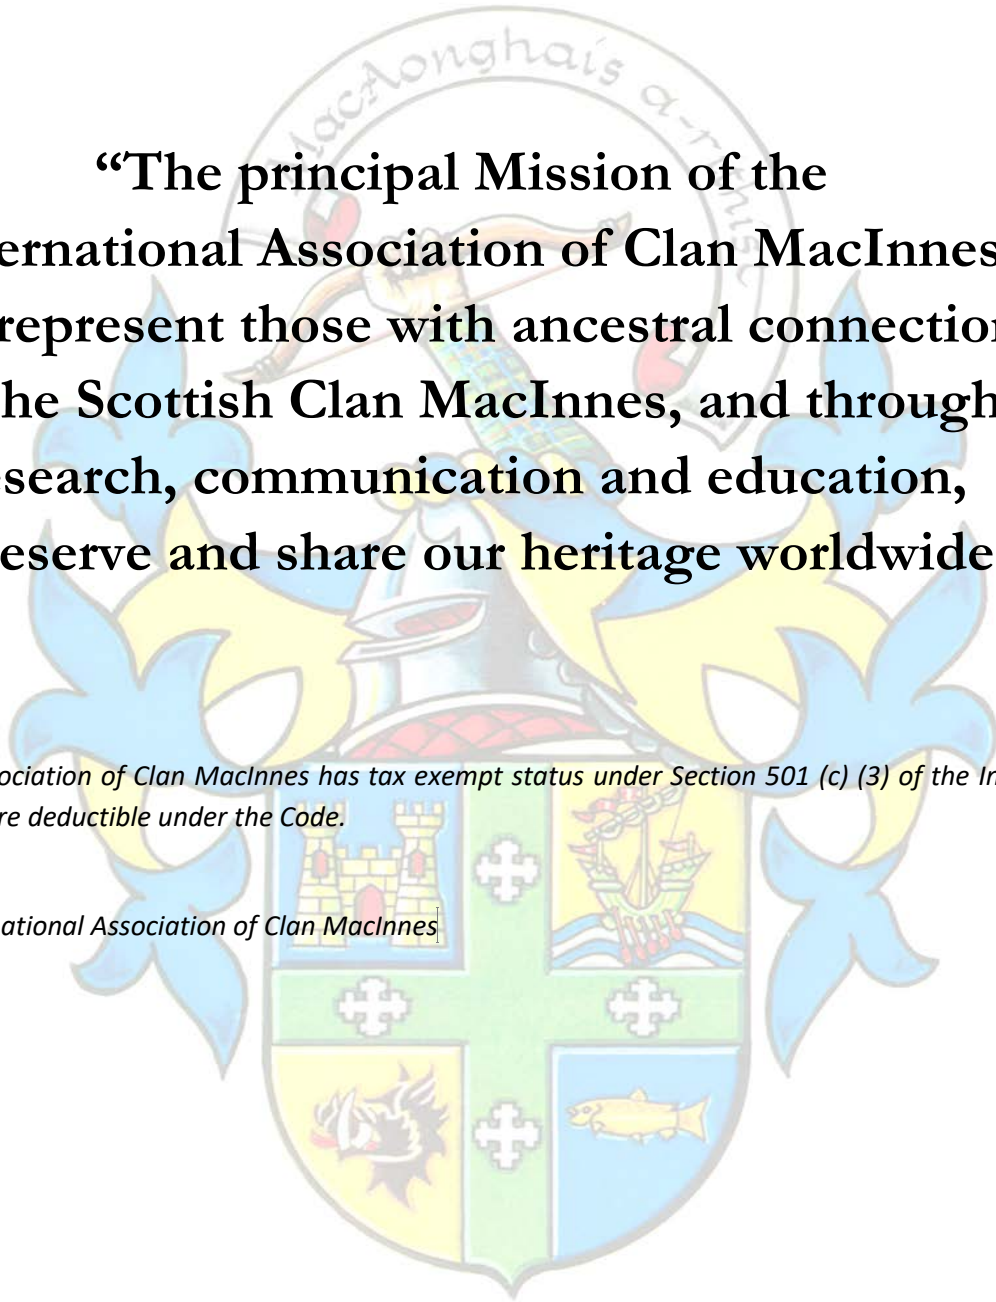 MacAonghais a-rithist
“The principal Mission of the
ernational Association of Clan MacInnes
represent those with ancestral connection
he Scottish Clan MacInnes, and through
search, communication and education,
eserve and share our heritage worldwide
ociation of Clan MacInnes has tax exempt status under Section 501 (c) (3) of the In
re deductible under the Code.
ational Association of Clan MacInnes